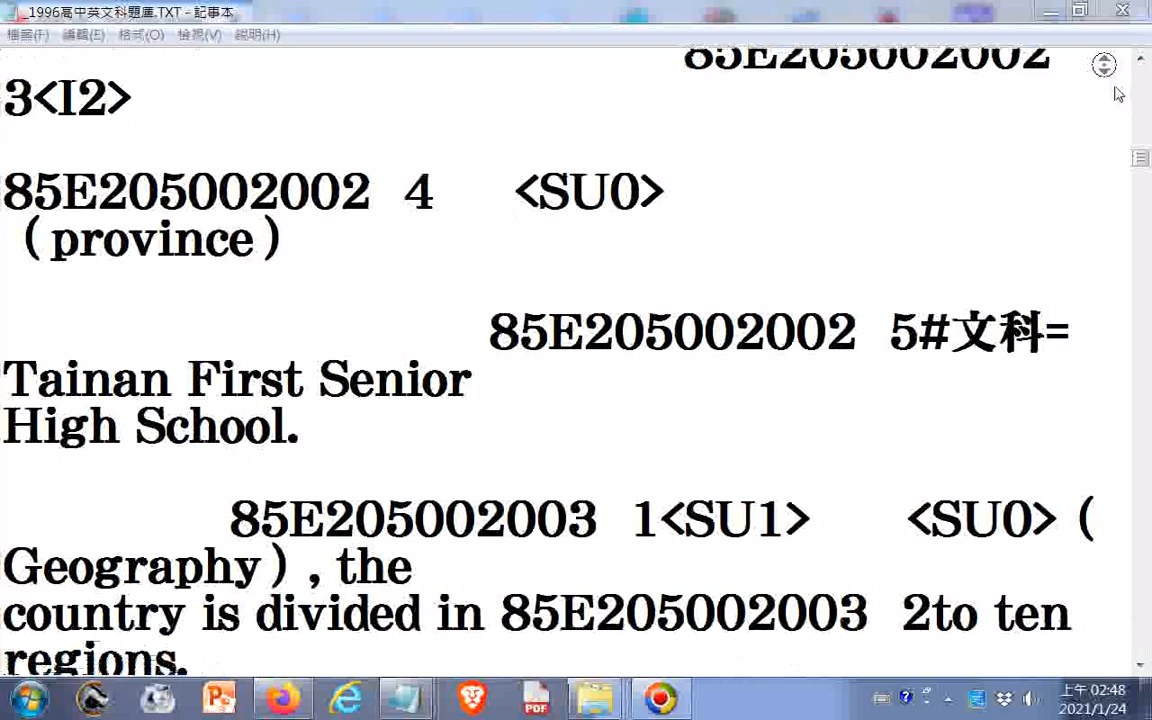 _1996高中英文科題庫.TXT - 記事本
檔案(F) 編輯(E) 格式(O) 檢視(V) 說明(H)
85E205002002
3<I2>
85E205002002 4 <SU0>
（province）
85E205002002 5#文科=
Tainan First Senior
High School.
85E205002003 1<SU1> <SU0>（
Geography）, the
country is divided in 85E205002003 2to ten
regions.
PDF
上午 02:48
2021/1/24